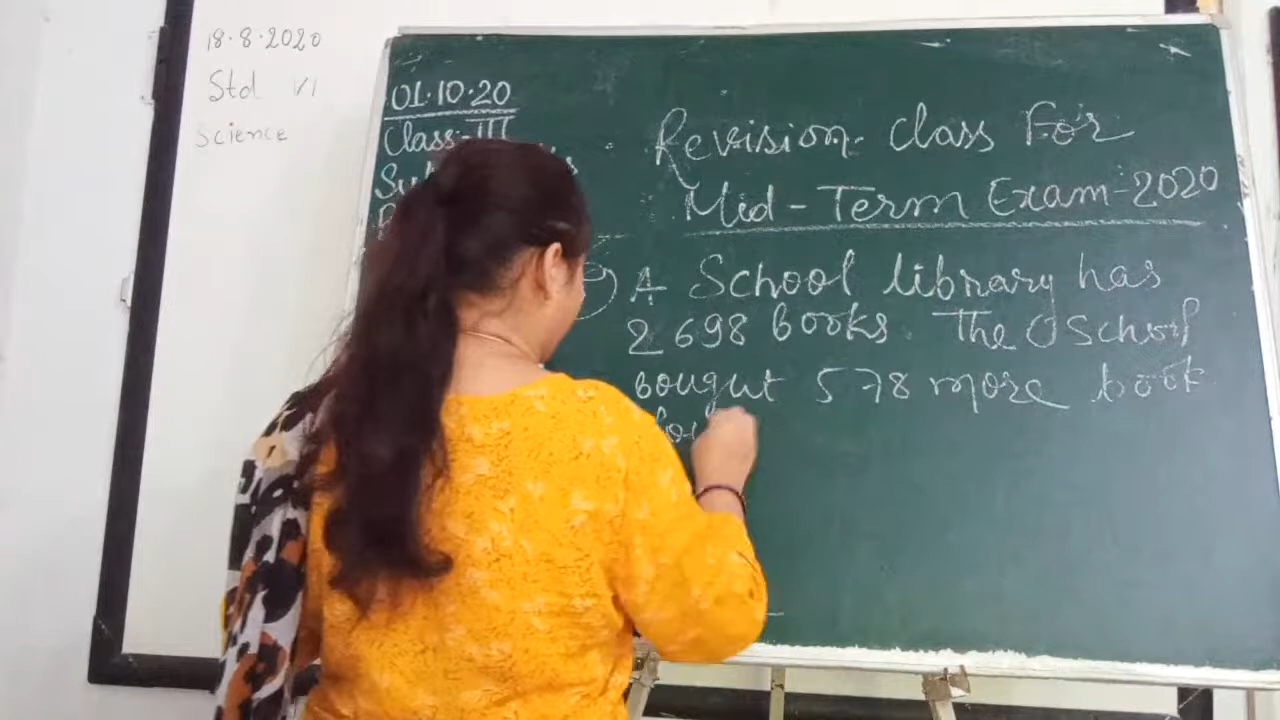 18.8.2020
Std VI
Science
01.10.20
Class-III
Revision Class For
Mid-Term Exam-2020
A School library has
2698 books. The School
bought 578 more book